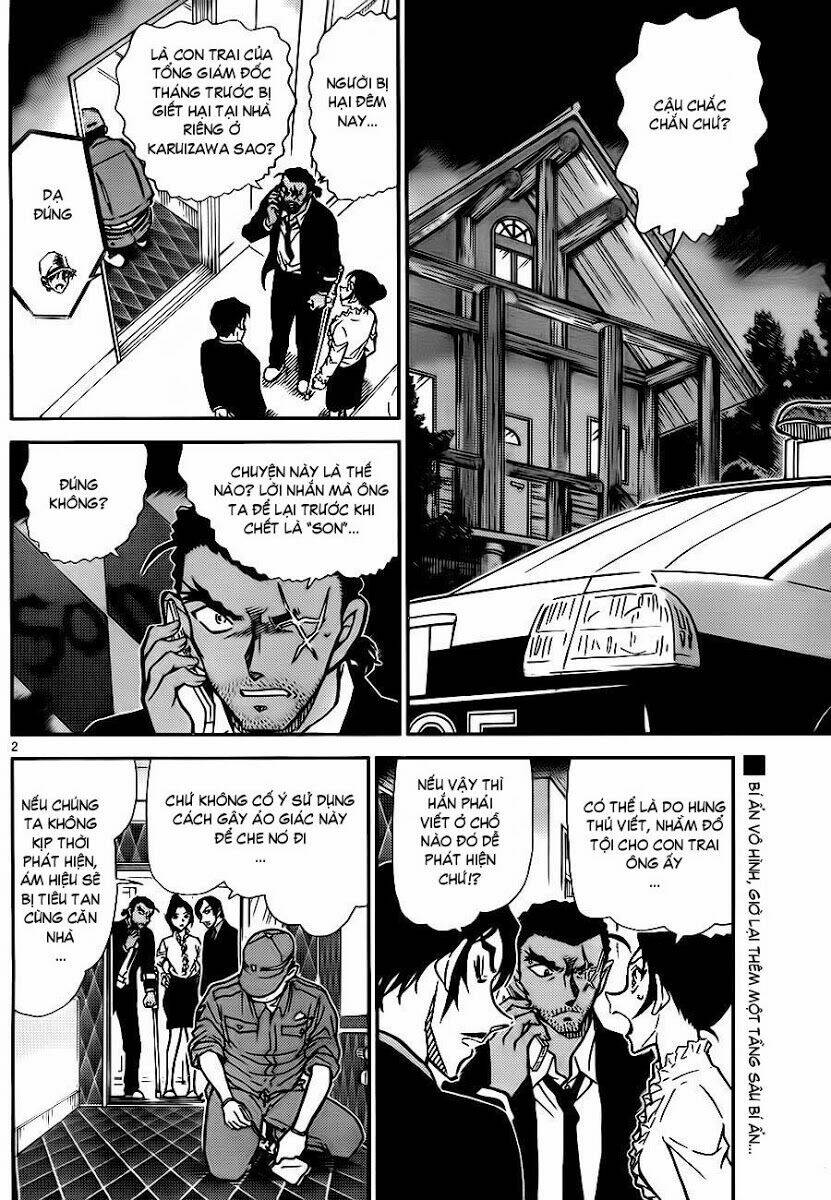 CẬU CHẮC
CHẮN CHỨ?
NGƯỜI BỊ
HẠI ĐÊM
NAY...
LÀ CON TRAI CỦA
TỔNG GIÁM ĐỐC
THÁNG TRƯỚC BỊ
GIẾT HẠI TẠI NHÀ
RIÊNG Ở
KARUIZAWA SAO?
DẠ
ĐÚNG
CHUYỆN NÀY LÀ THẾ
NÀO? LỜI NHẮN MÀ ÔNG
TA ĐỂ LẠI TRƯỚC KHI
CHẾT LÀ "SON"...
ĐÚNG
KHÔNG?
SON
2
CÓ THỂ LÀ DO HUNG
THỦ VIẾT, NHẰM ĐỔ
TỘI CHO CON TRAI
ÔNG ẤY
...
NẾU VẬY THÌ
HẮN PHẢI
VIẾT Ở CHỖ
NÀO ĐÓ DỄ
PHÁT HIỆN
CHỨ!?
CHỨ KHÔNG CỐ Ý SỬ DỤNG
CÁCH GÂY ẢO GIÁC NÀY
ĐỂ CHE NÓ ĐI
...
NẾU CHÚNG
TA KHÔNG
KỊP THỜI
PHÁT HIỆN,
ÁM HIỆU SẼ
BỊ TIÊU TAN
CÙNG CĂN
NHÀ
...
BÍ ẨN VÔ HÌNH, GIỜ LẠI THÊM MỘT TẦNG SÂU BÍ ẨN...